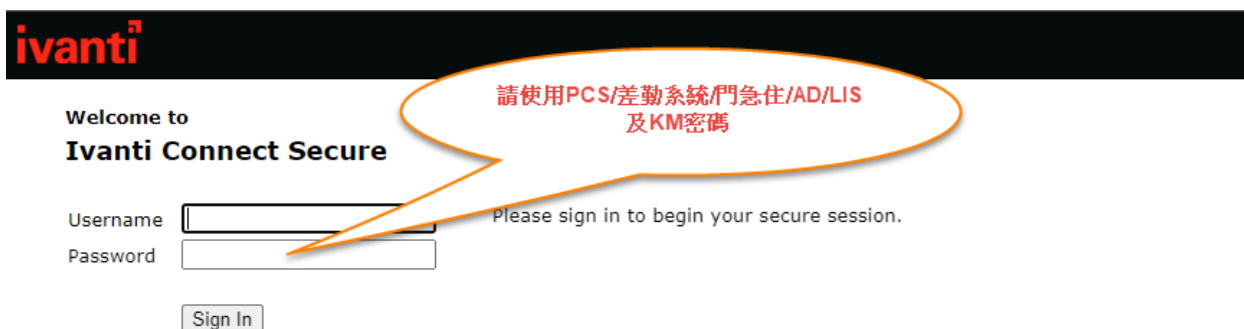 ivanti
請使用PCS/差勤系統/門急住/AD/LIS
及KM密碼
Welcome to
Ivanti Connect Secure
Username
Please sign in to begin your secure session.
Password
Sign In